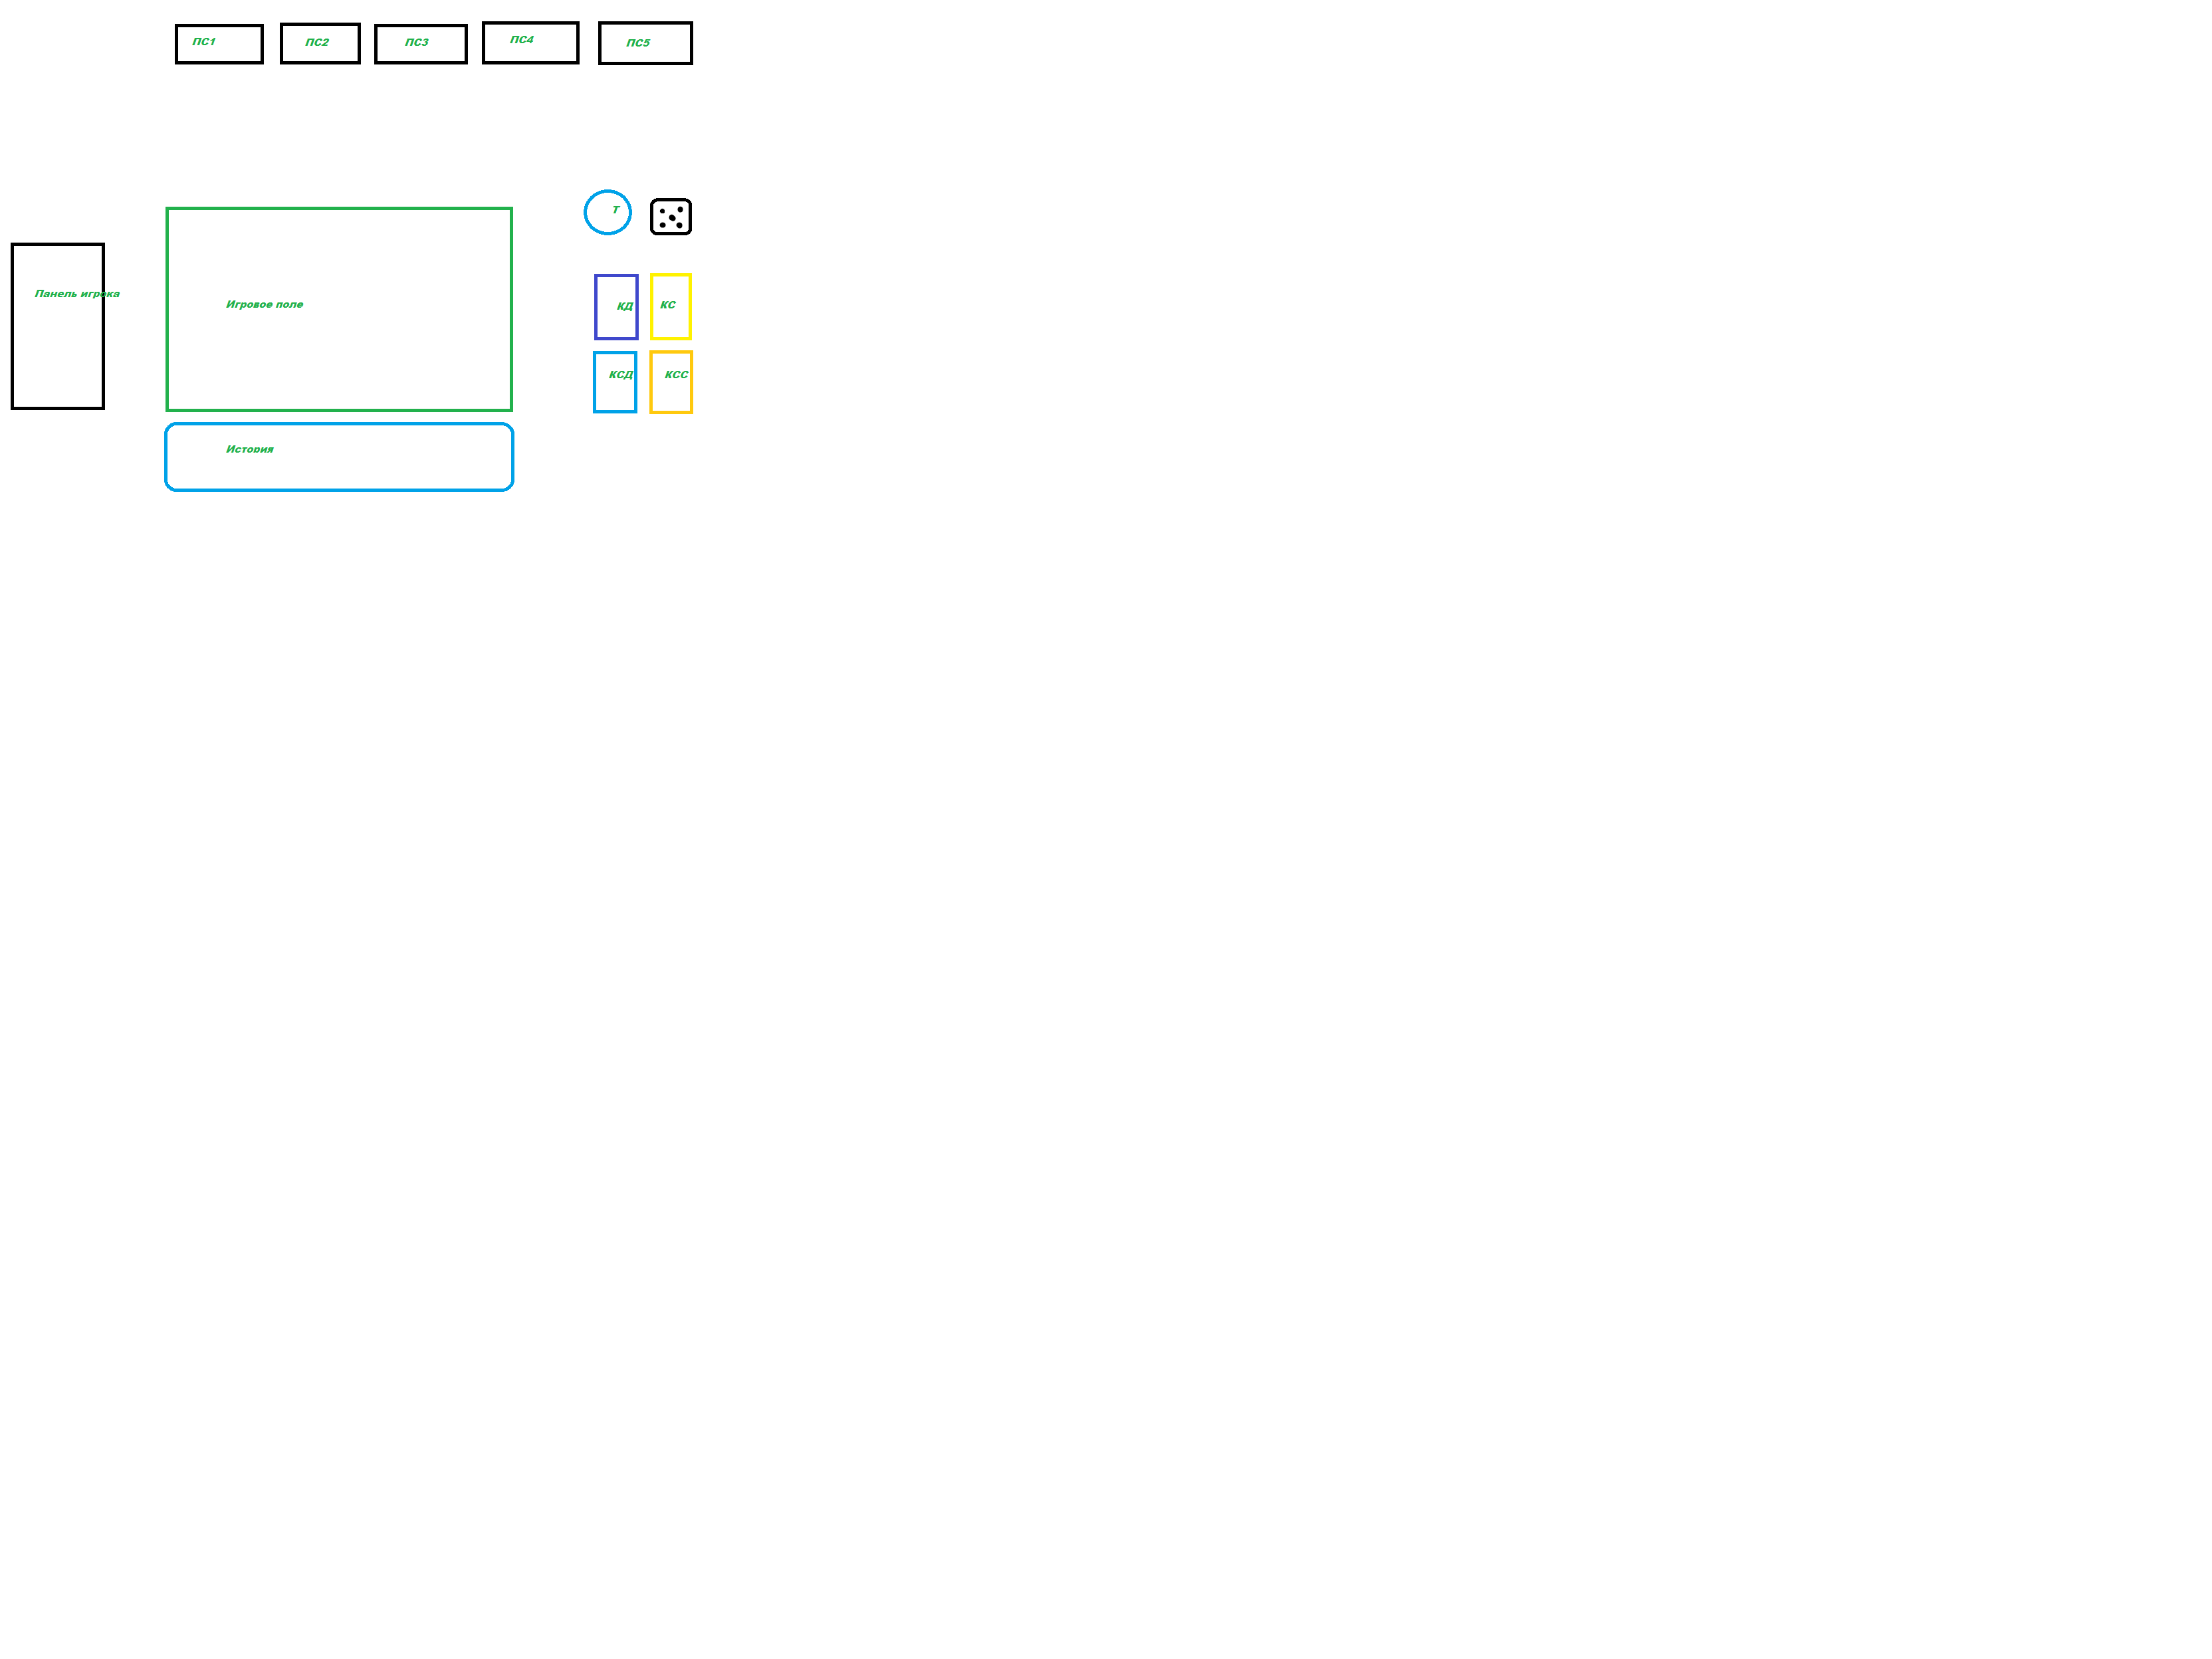 ПС1
ПС2
ПС3
ПС4
ПС5
Т
Панель игрока
Игровое поле
КД
КС
КСД
КСС
История